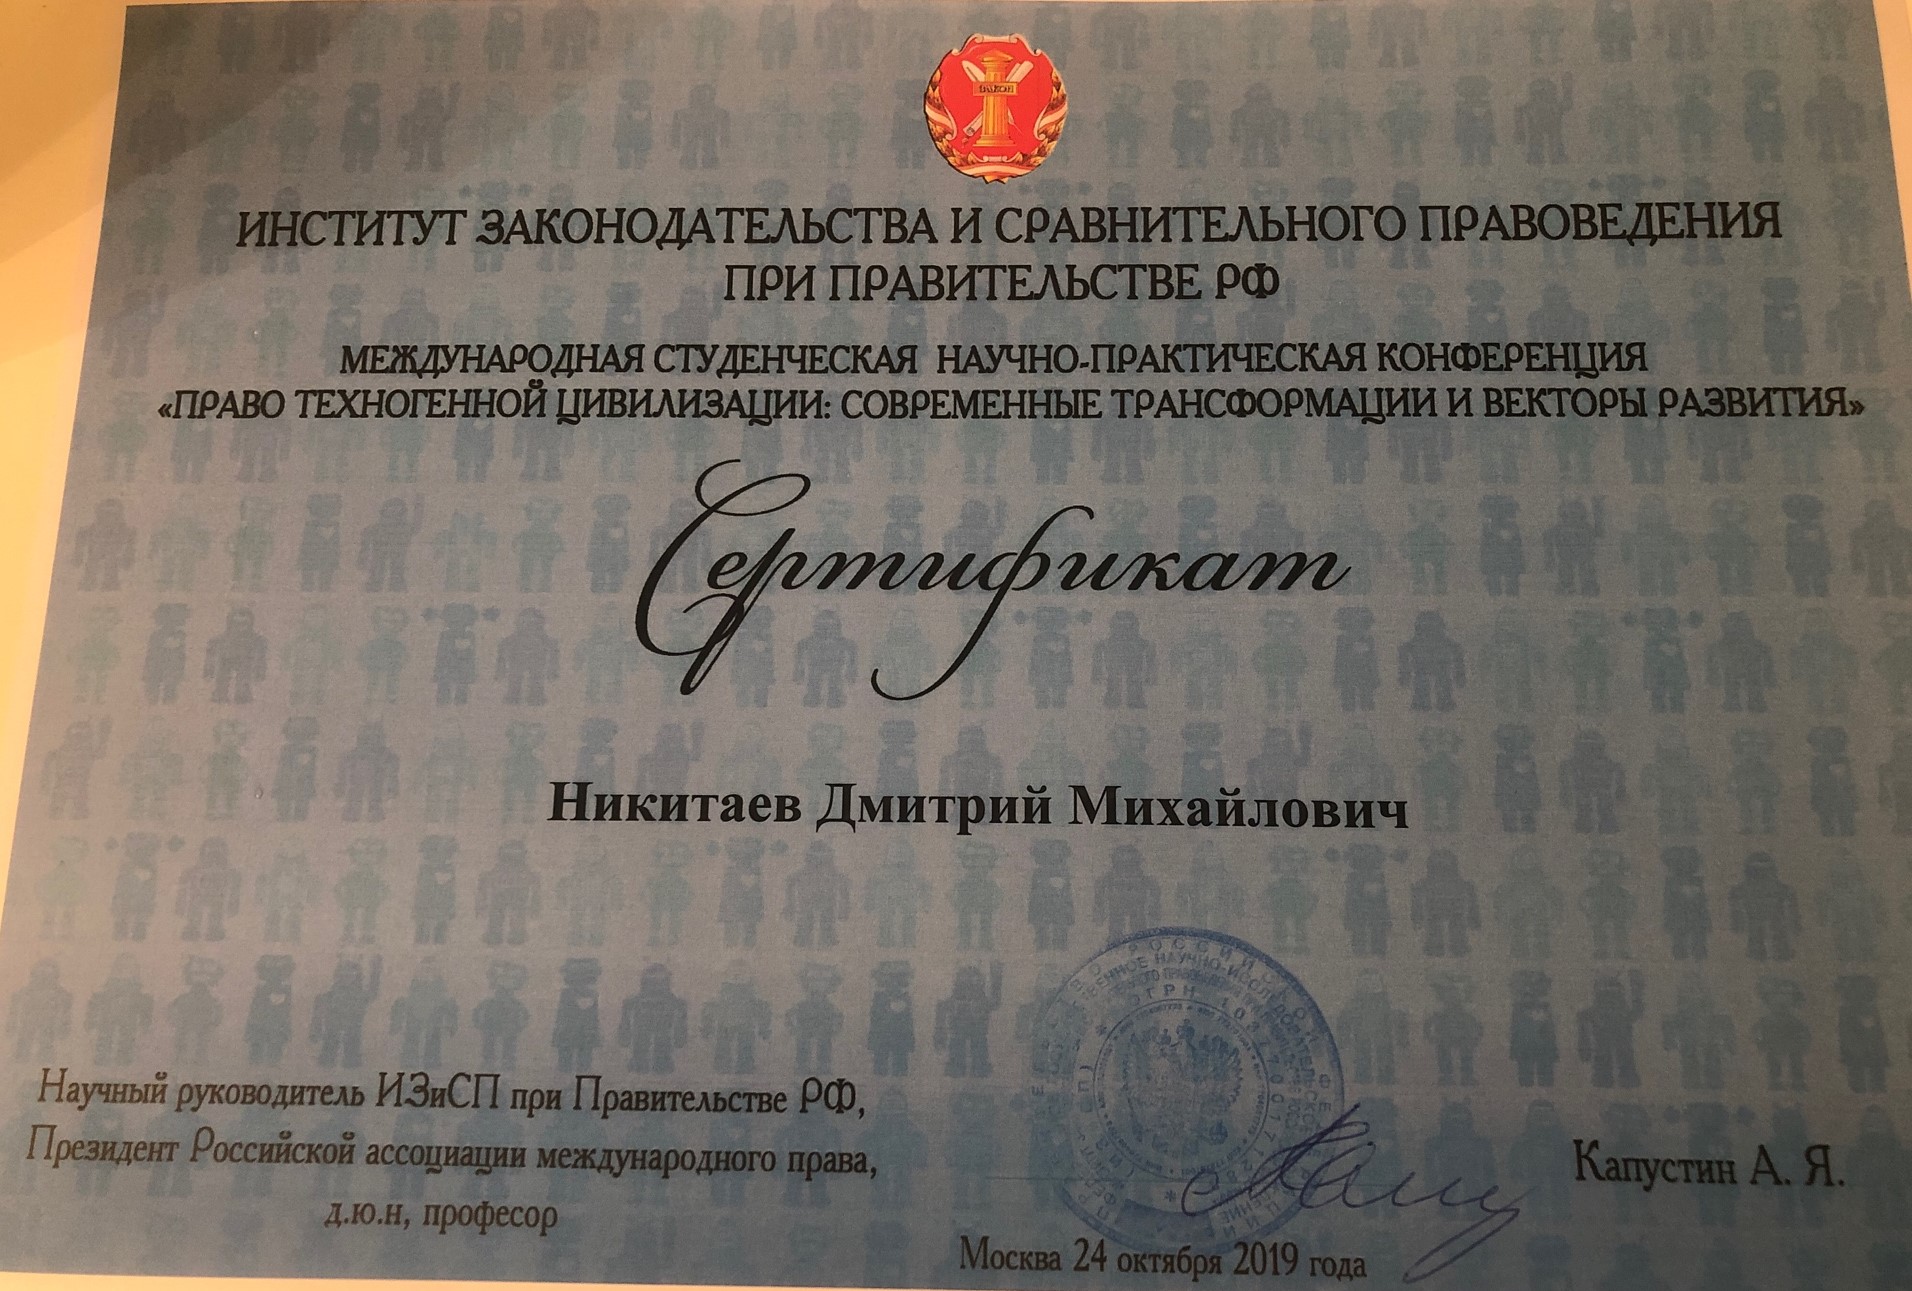 ЗАКОН
ИНСТИТУТ ЗАКОНОДАТЕЛЬСТВА И СРАВНИТЕЛЬНОГО ПРАВОВЕДЕНИЯ
ПРИ ПРАВИТЕЛЬСТВЕ РФ
МЕЖДУНАРОДНАЯ СТУДЕНЧЕСКАЯ НАУЧНО-ПРАКТИЧЕСКАЯ КОНФЕРЕНЦИЯ
«ПРАВО ТЕХНОГЕННОЙ ЦИВИЛИЗАЦИИ: СОВРЕМЕННЫЕ ТРАНСФОРМАЦИИ И ВЕКТОРЫ РАЗВИТИЯ»
Сертификат
Никитаев Дмитрий Михайлович
Научный руководитель ИЗиСП при Правительстве РФ,
Президент Российской ассоциации международного права,
д.ю.н, професор
Капустин А. Я.
Москва 24 октября 2019 года